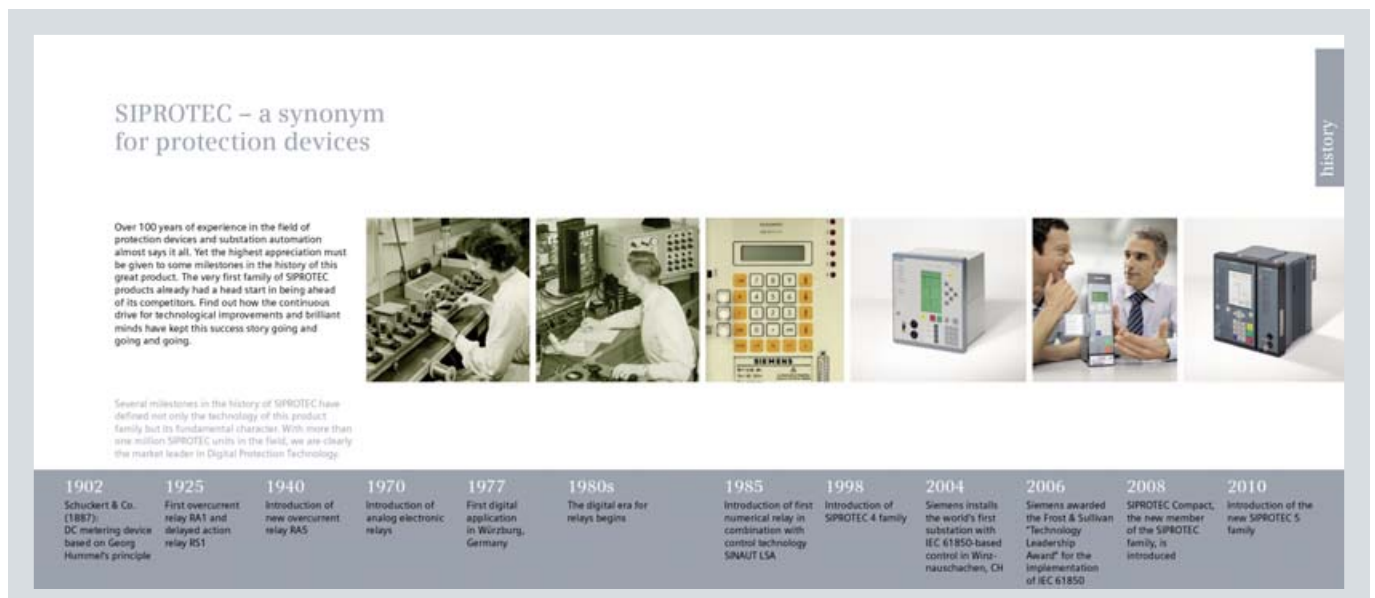 SIPROTEC – a synonym
for protection devices
history
Over 100 years of experience in the field of
protection devices and substation automation
almost says it all. Yet the highest appreciation must
be given to some milestones in the history of this
great product. The very first family of SIPROTEC
products already had a head start in being ahead
of its competitors. Find out how the continuous
drive for technological improvements and brilliant
minds have kept this success story going and
going and going.
Several milestones in the history of SIPROTEC have
defined not only the technology of this product
family but its fundamental character. With more than
one million SIPROTEC units in the field, we are clearly
the market leader in Digital Protection Technology.
SIEMENS
1902
Schuckert & Co.
(1887):
DC metering device
based on Georg
Hummel's principle
1925
First overcurrent
relay RA1 and
delayed action
relay RS1
1940
Introduction of
new overcurrent
relay RA5
1970
Introduction of
analog electronic
relays
1977
First digital
application
in Würzburg,
Germany
1980s
The digital era for
relays begins
1985
Introduction of first
numerical relay in
combination with
control technology
SINAUT LSA
1998
Introduction of
SIPROTEC 4 family
2004
Siemens installs
the world's first
substation with
IEC 61850-based
control in Winz-
nauschachen, CH
2006
Siemens awarded
the Frost & Sullivan
"Technology
Leadership
Award" for the
implementation
of IEC 61850
2008
SIPROTEC Compact,
the new member
of the SIPROTEC
family, is
introduced
2010
Introduction of the
new SIPROTEC 5
family